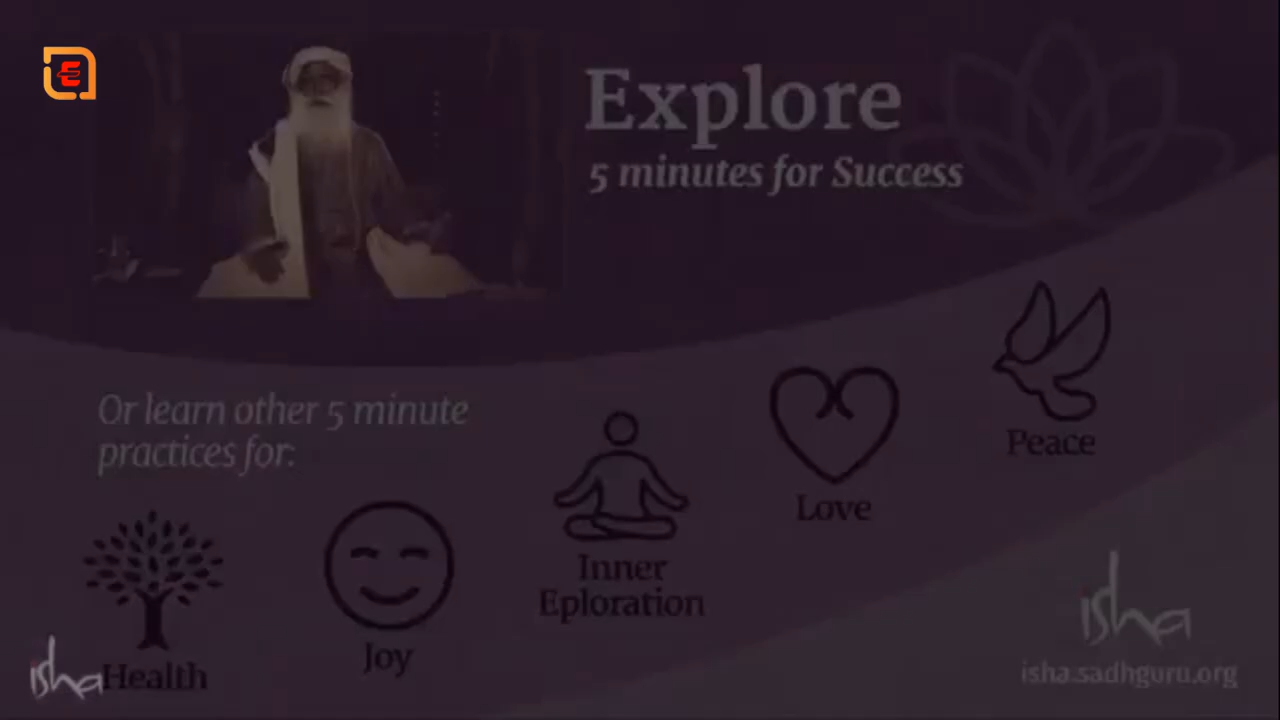 E
Explore
5 minutes for Success
Or learn other 5 minute
practices for:
Peace
Love
Inner
Eploration
Joy
Health
isha
isha
isha.sadhguru.org